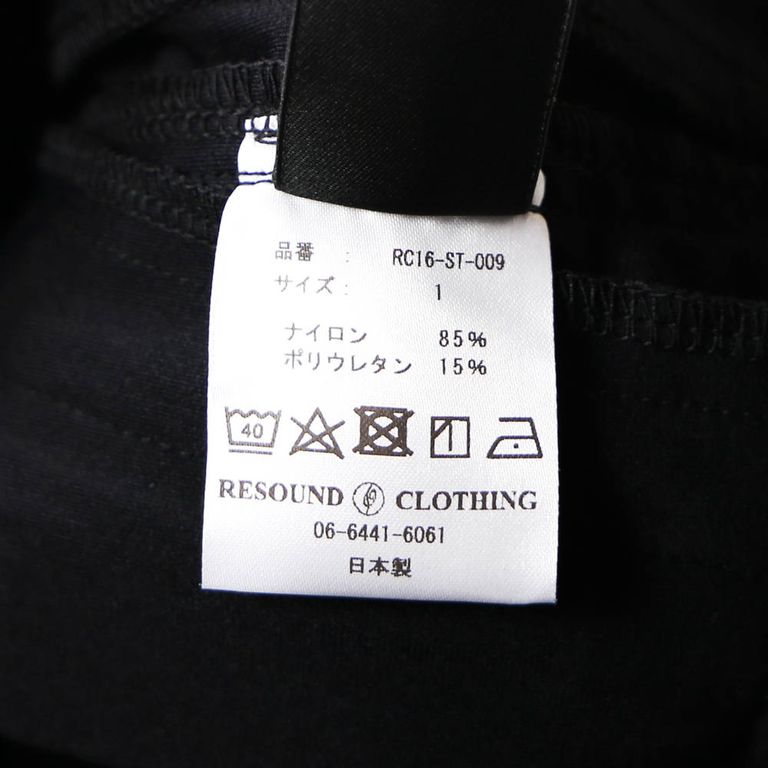 品番 : RC16-ST-009
サイズ : 1
ナイロン 85%
ポリウレタン 15%
40
RESOUND CLOTHING
06-6441-6061
日本製